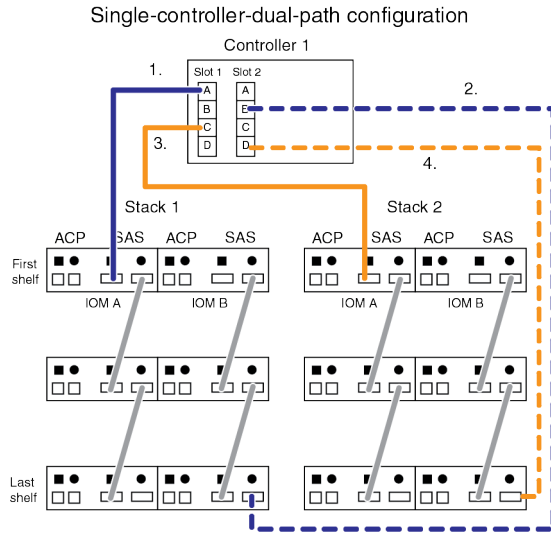 Single-controller-dual-path configuration
Controller 1
1.
Slot 1 Slot 2
2.
A A
B B
C C
3.
D D
4.
Stack 1 Stack 2
ACP SAS ACP SAS ACP SAS ACP SAS
First
shelf
IOM A IOM B IOM A IOM B
Last
shelf